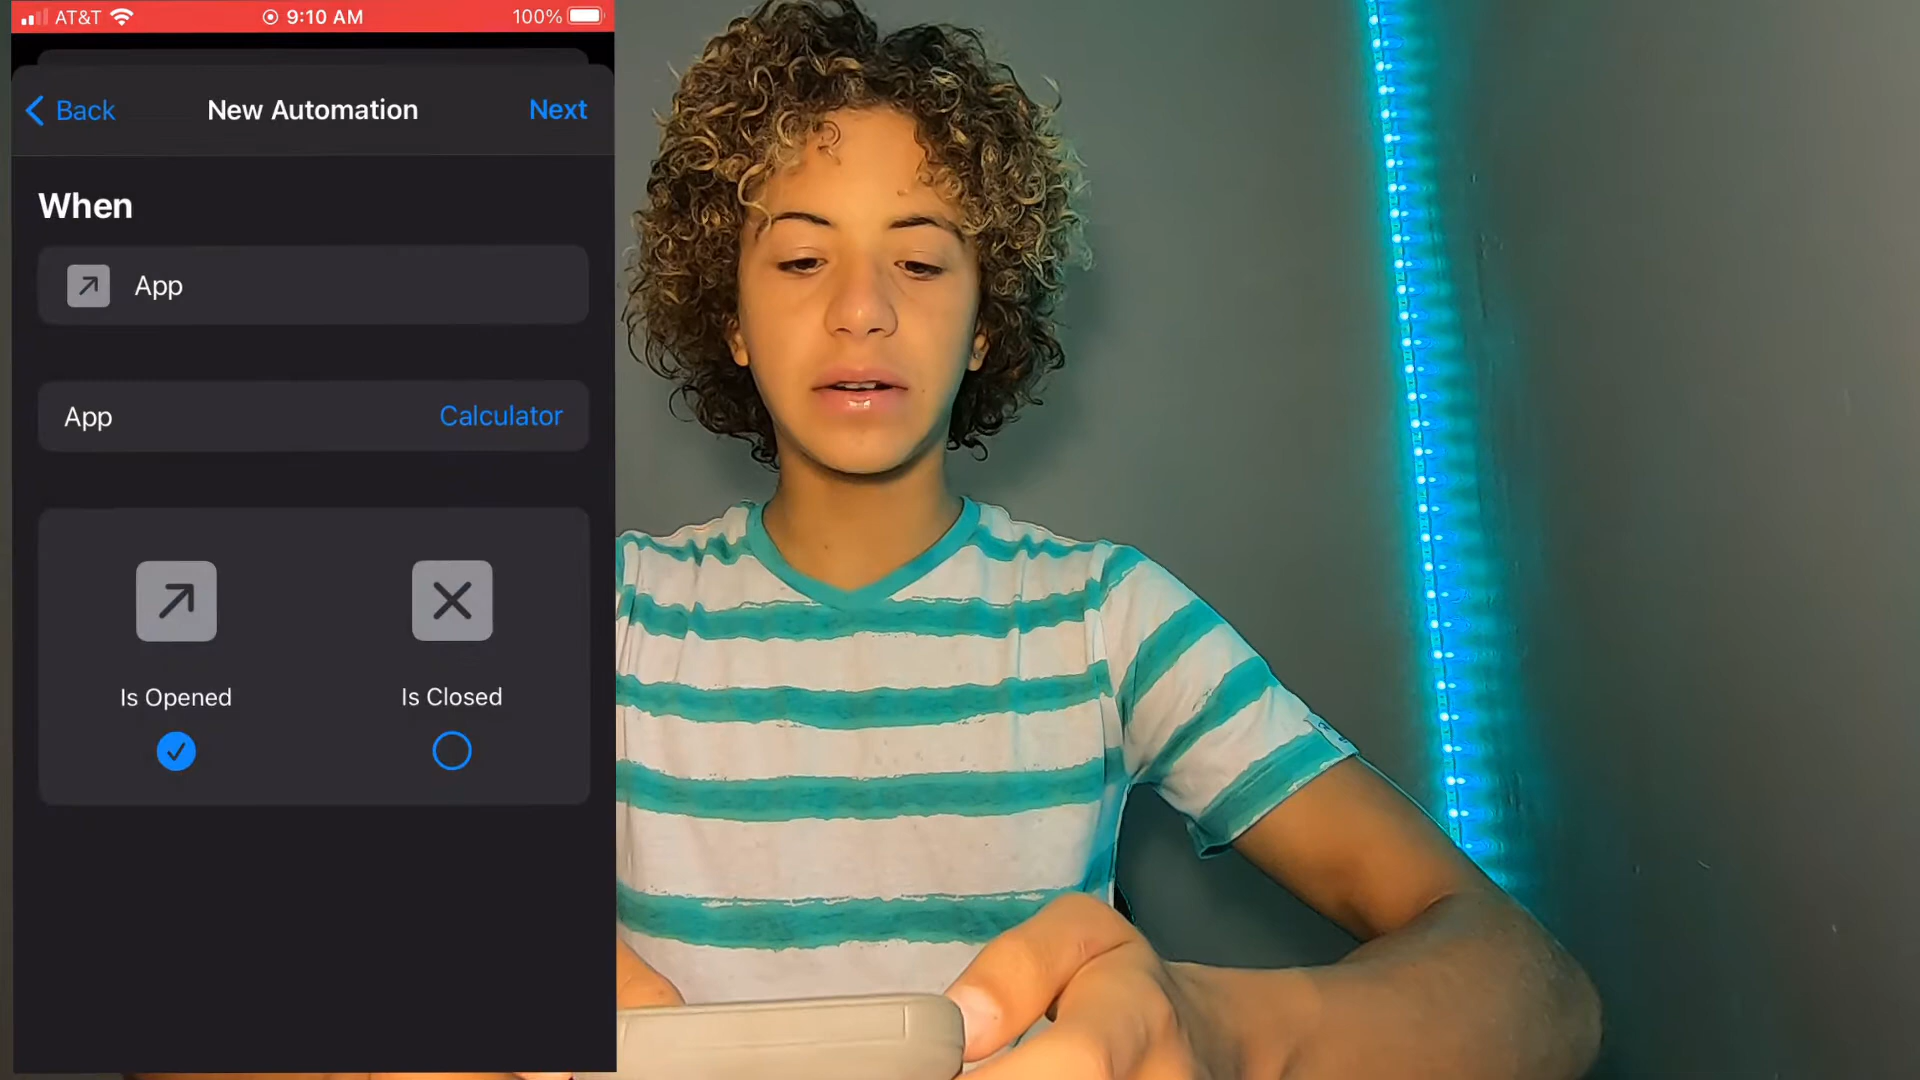 AT&T 9:10 AM 100%
Back New Automation Next
When
App
App Calculator
Is Opened Is Closed